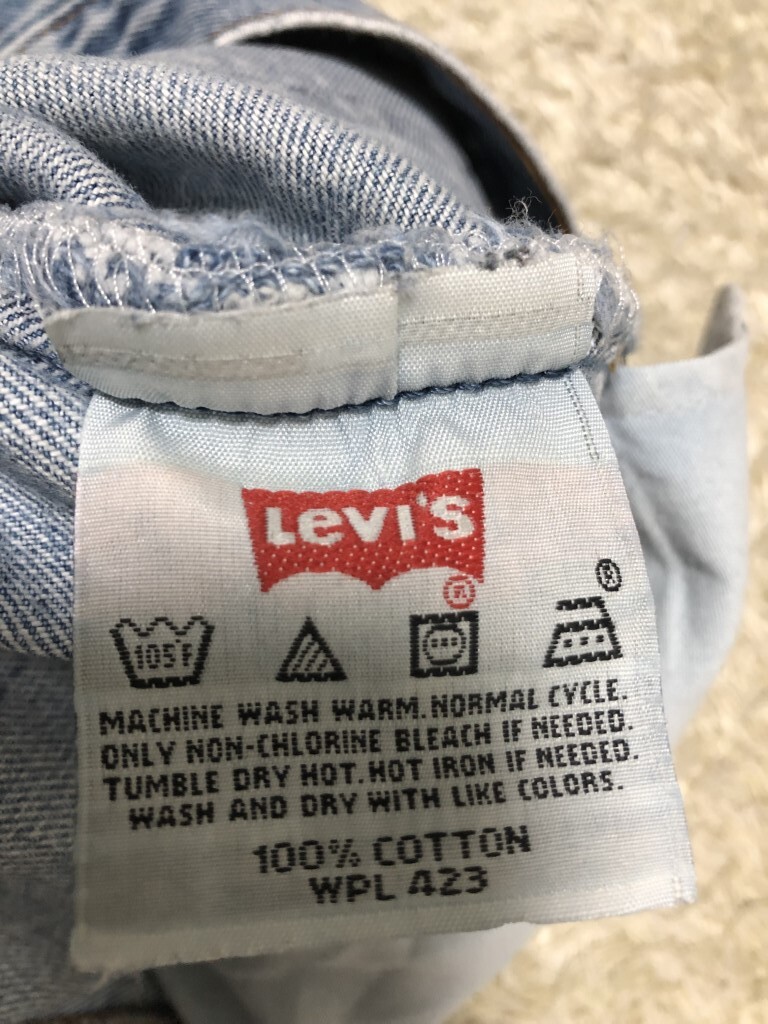 Levi's
®
®
105F
MACHINE WASH WARM. NORMAL CYCLE.
ONLY NON-CHLORINE BLEACH IF NEEDED.
TUMBLE DRY HOT. HOT IRON IF NEEDED.
WASH AND DRY WITH LIKE COLORS.
100% COTTON
WPL 423